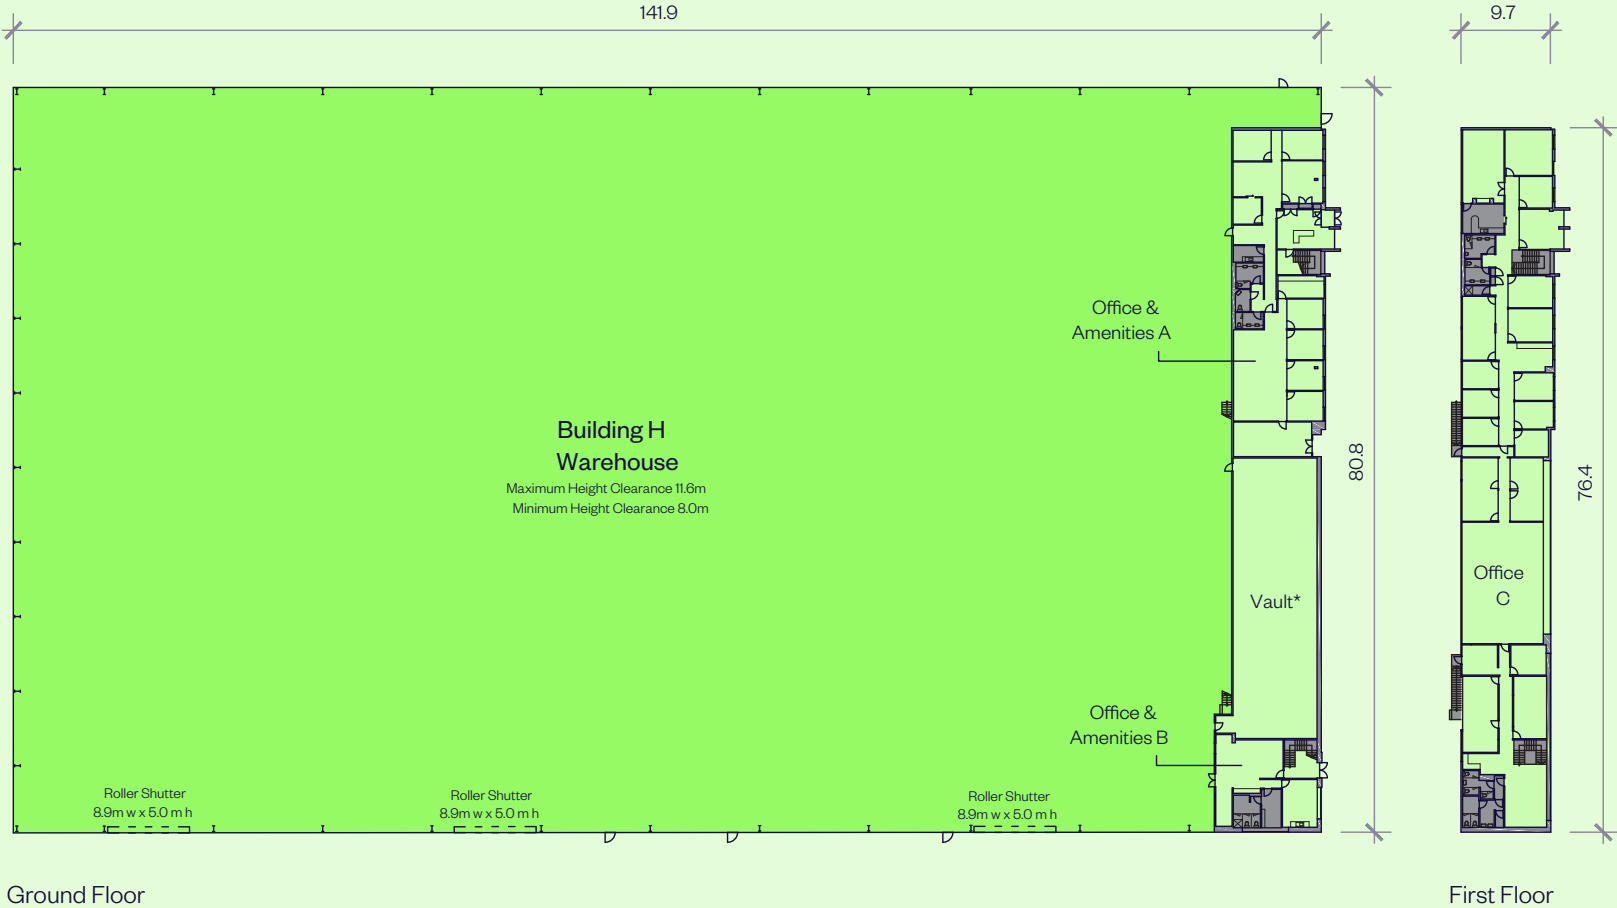 141.9
9.7
80.8
76.4
Office &
Amenities A
Building H
Warehouse
Maximum Height Clearance 11.6m
Minimum Height Clearance 8.0m
Vault*
Office
C
Office &
Amenities B
Roller Shutter
8.9m w x 5.0 m h
Roller Shutter
8.9m w x 5.0 m h
Roller Shutter
8.9m w x 5.0 m h
Ground Floor
First Floor